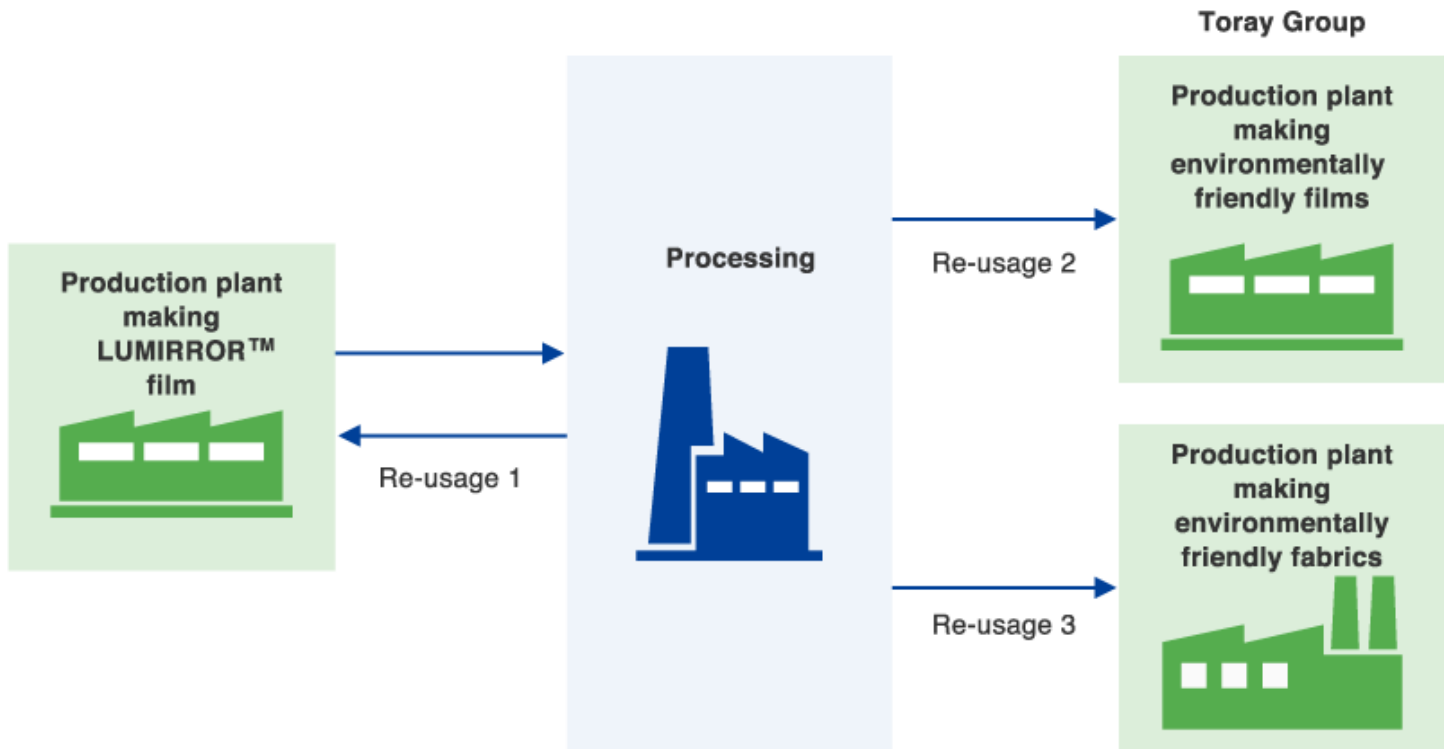 Toray Group
Production plant
making
LUMIRROR™
film
Re-usage 1
Processing
Re-usage 2
Re-usage 3
Production plant
making
environmentally
friendly films
Production plant
making
environmentally
friendly fabrics